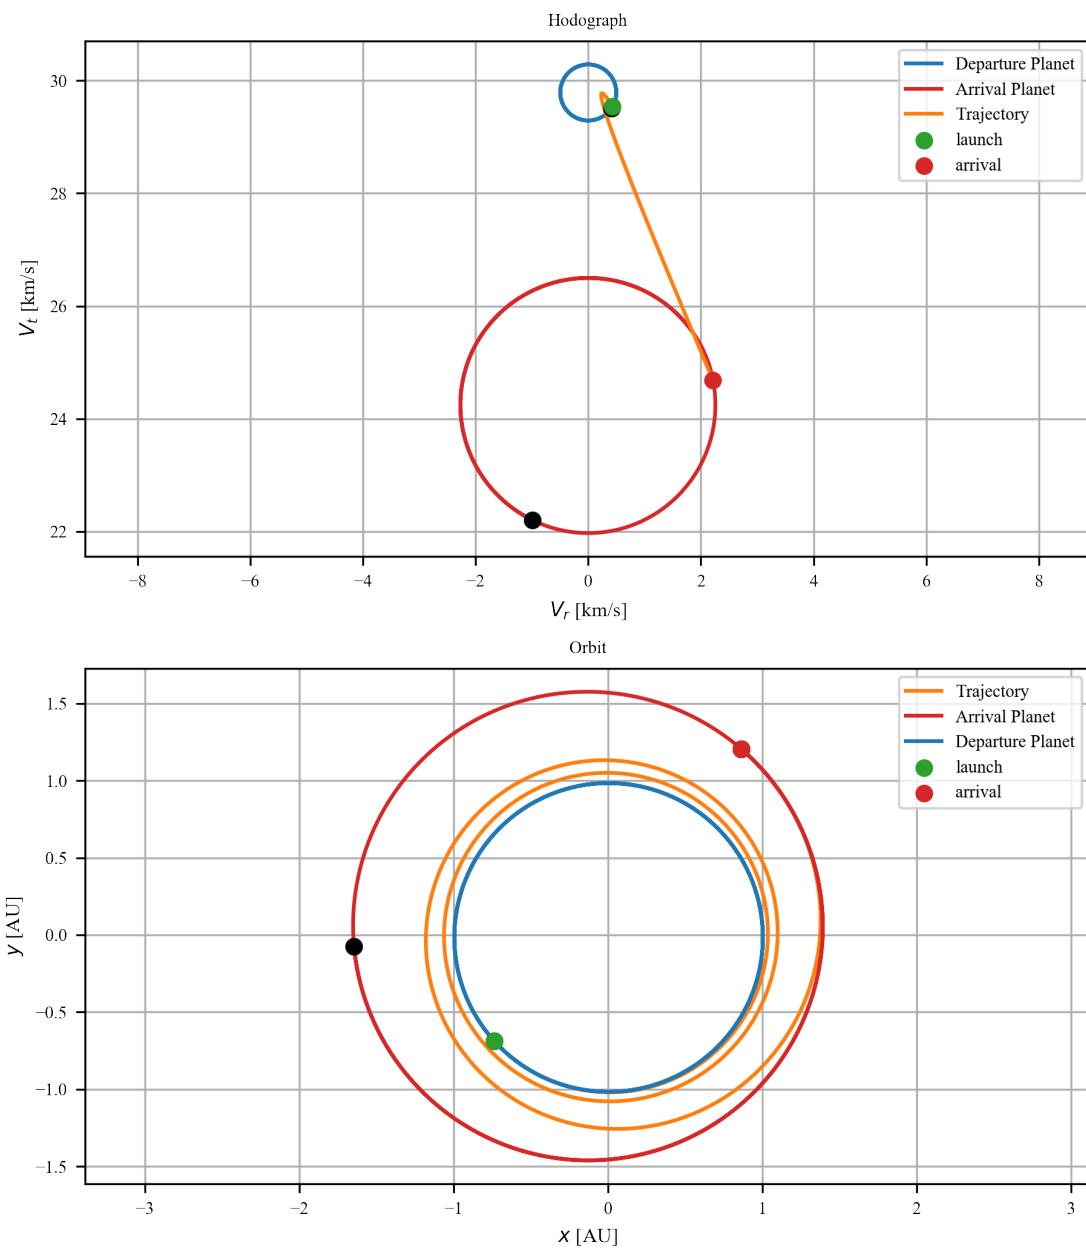 Hodograph
30
28
26
24
22
V_t [km/s]
−8 −6 −4 −2 0 2 4 6 8
V_r [km/s]
Departure Planet
Arrival Planet
Trajectory
launch
arrival
Orbit
1.5
1.0
0.5
0.0
−0.5
−1.0
−1.5
y [AU]
−3 −2 −1 0 1 2 3
x [AU]
Trajectory
Arrival Planet
Departure Planet
launch
arrival